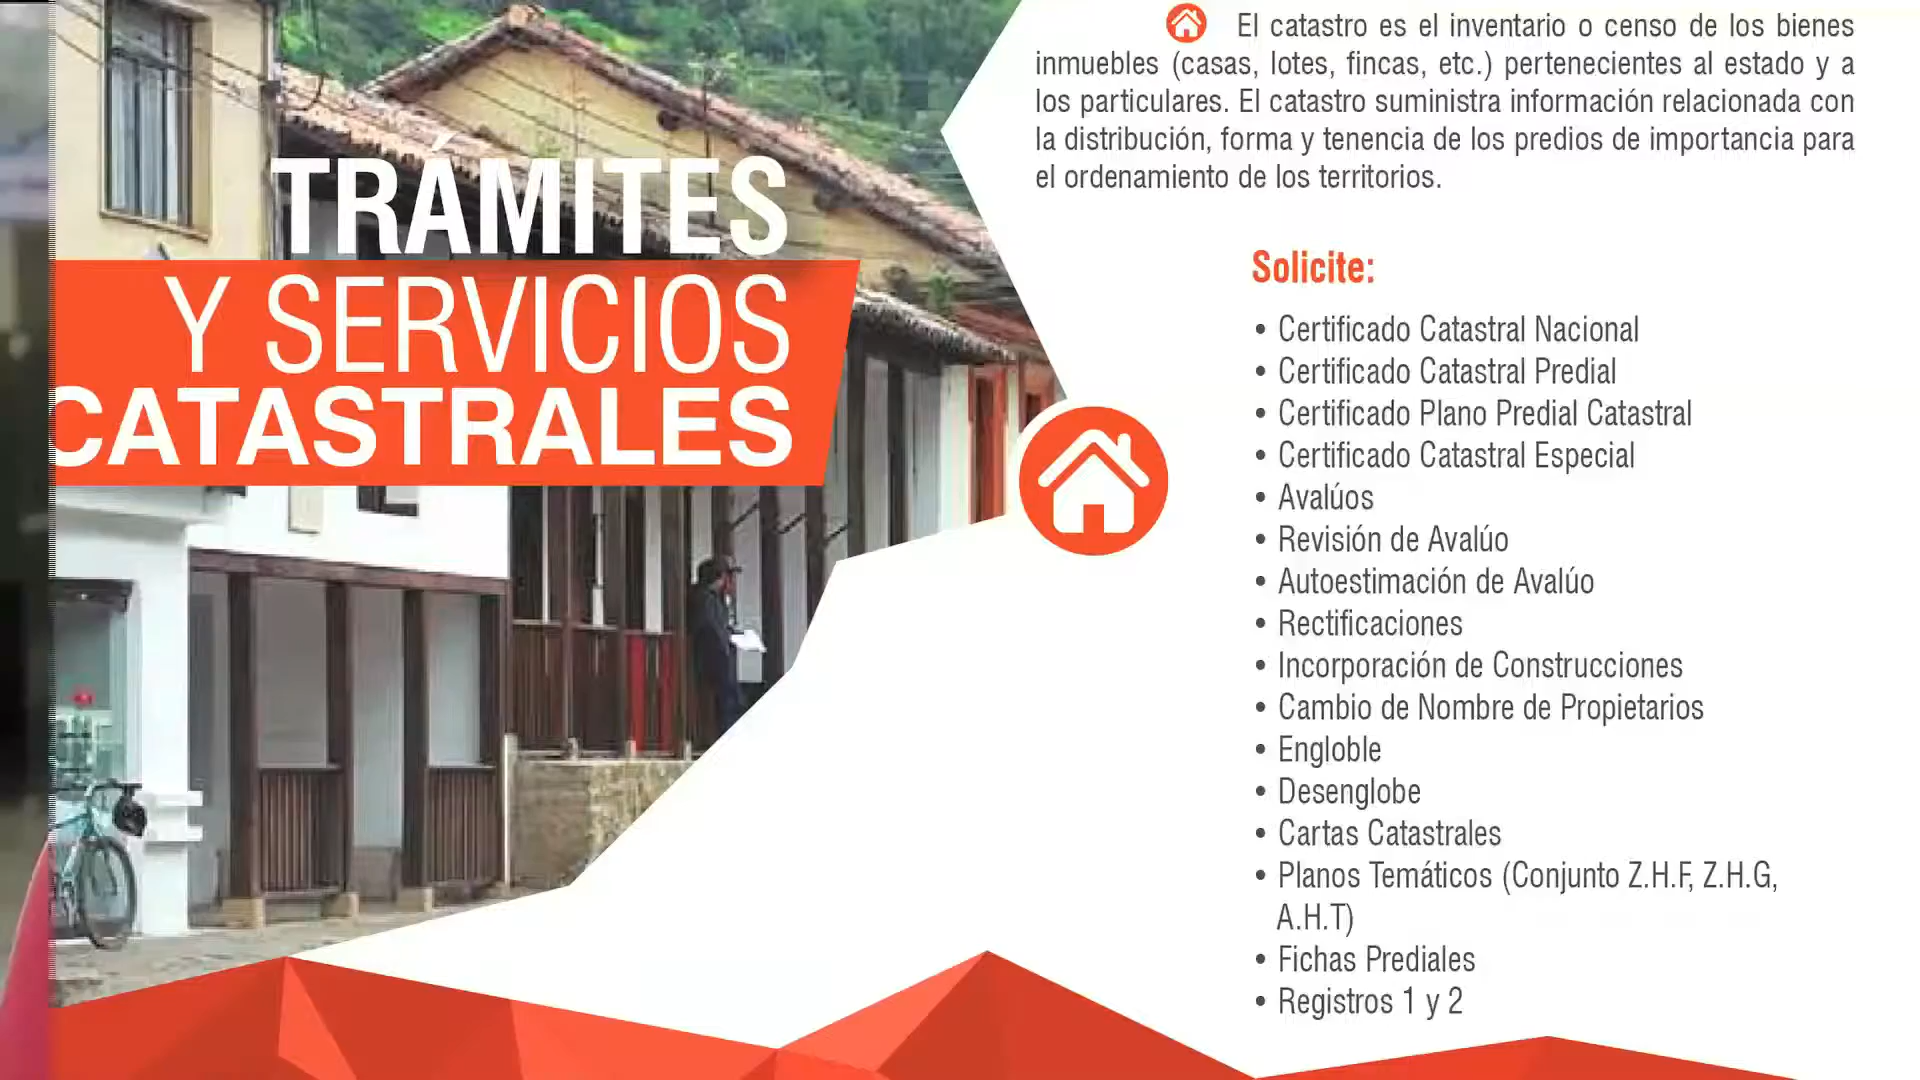 TRÁMITES
Y SERVICIOS
CATASTRALES
El catastro es el inventario o censo de los bienes
inmuebles (casas, lotes, fincas, etc.) pertenecientes al estado y a
los particulares. El catastro suministra información relacionada con
la distribución, forma y tenencia de los predios de importancia para
el ordenamiento de los territorios.
Solicite:
• Certificado Catastral Nacional
• Certificado Catastral Predial
• Certificado Plano Predial Catastral
• Certificado Catastral Especial
• Avalúos
• Revisión de Avalúo
• Autoestimación de Avalúo
• Rectificaciones
• Incorporación de Construcciones
• Cambio de Nombre de Propietarios
• Engloble
• Desenglobe
• Cartas Catastrales
• Planos Temáticos (Conjunto Z.H.F, Z.H.G,
A.H.T)
• Fichas Prediales
• Registros 1 y 2